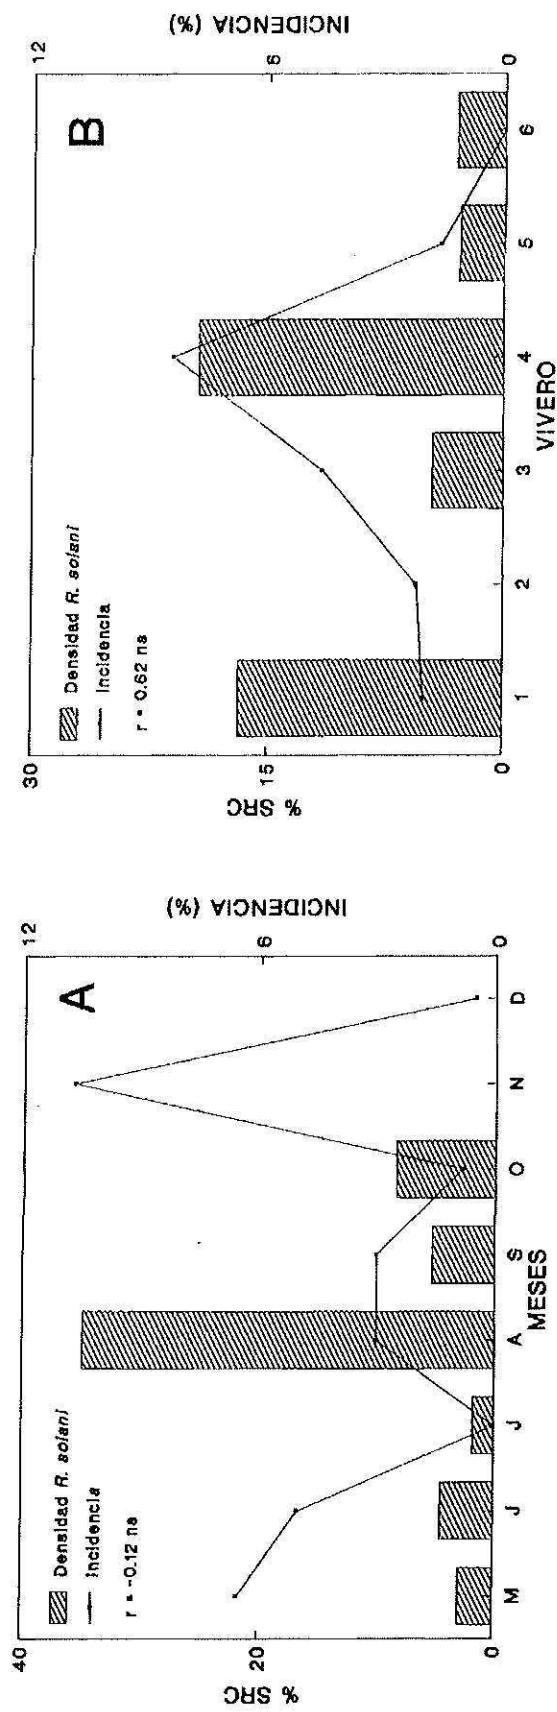 A
Densidad R. solani
Incidencia
r = -0.12 ns
40
20
0
% SRC
12
6
0
INCIDENCIA (%)
M J J A S O N D
MESES
B
Densidad R. solani
Incidencia
r = 0.62 ns
30
15
0
% SRC
12
6
0
INCIDENCIA (%)
1 2 3 4 5 6
VIVERO